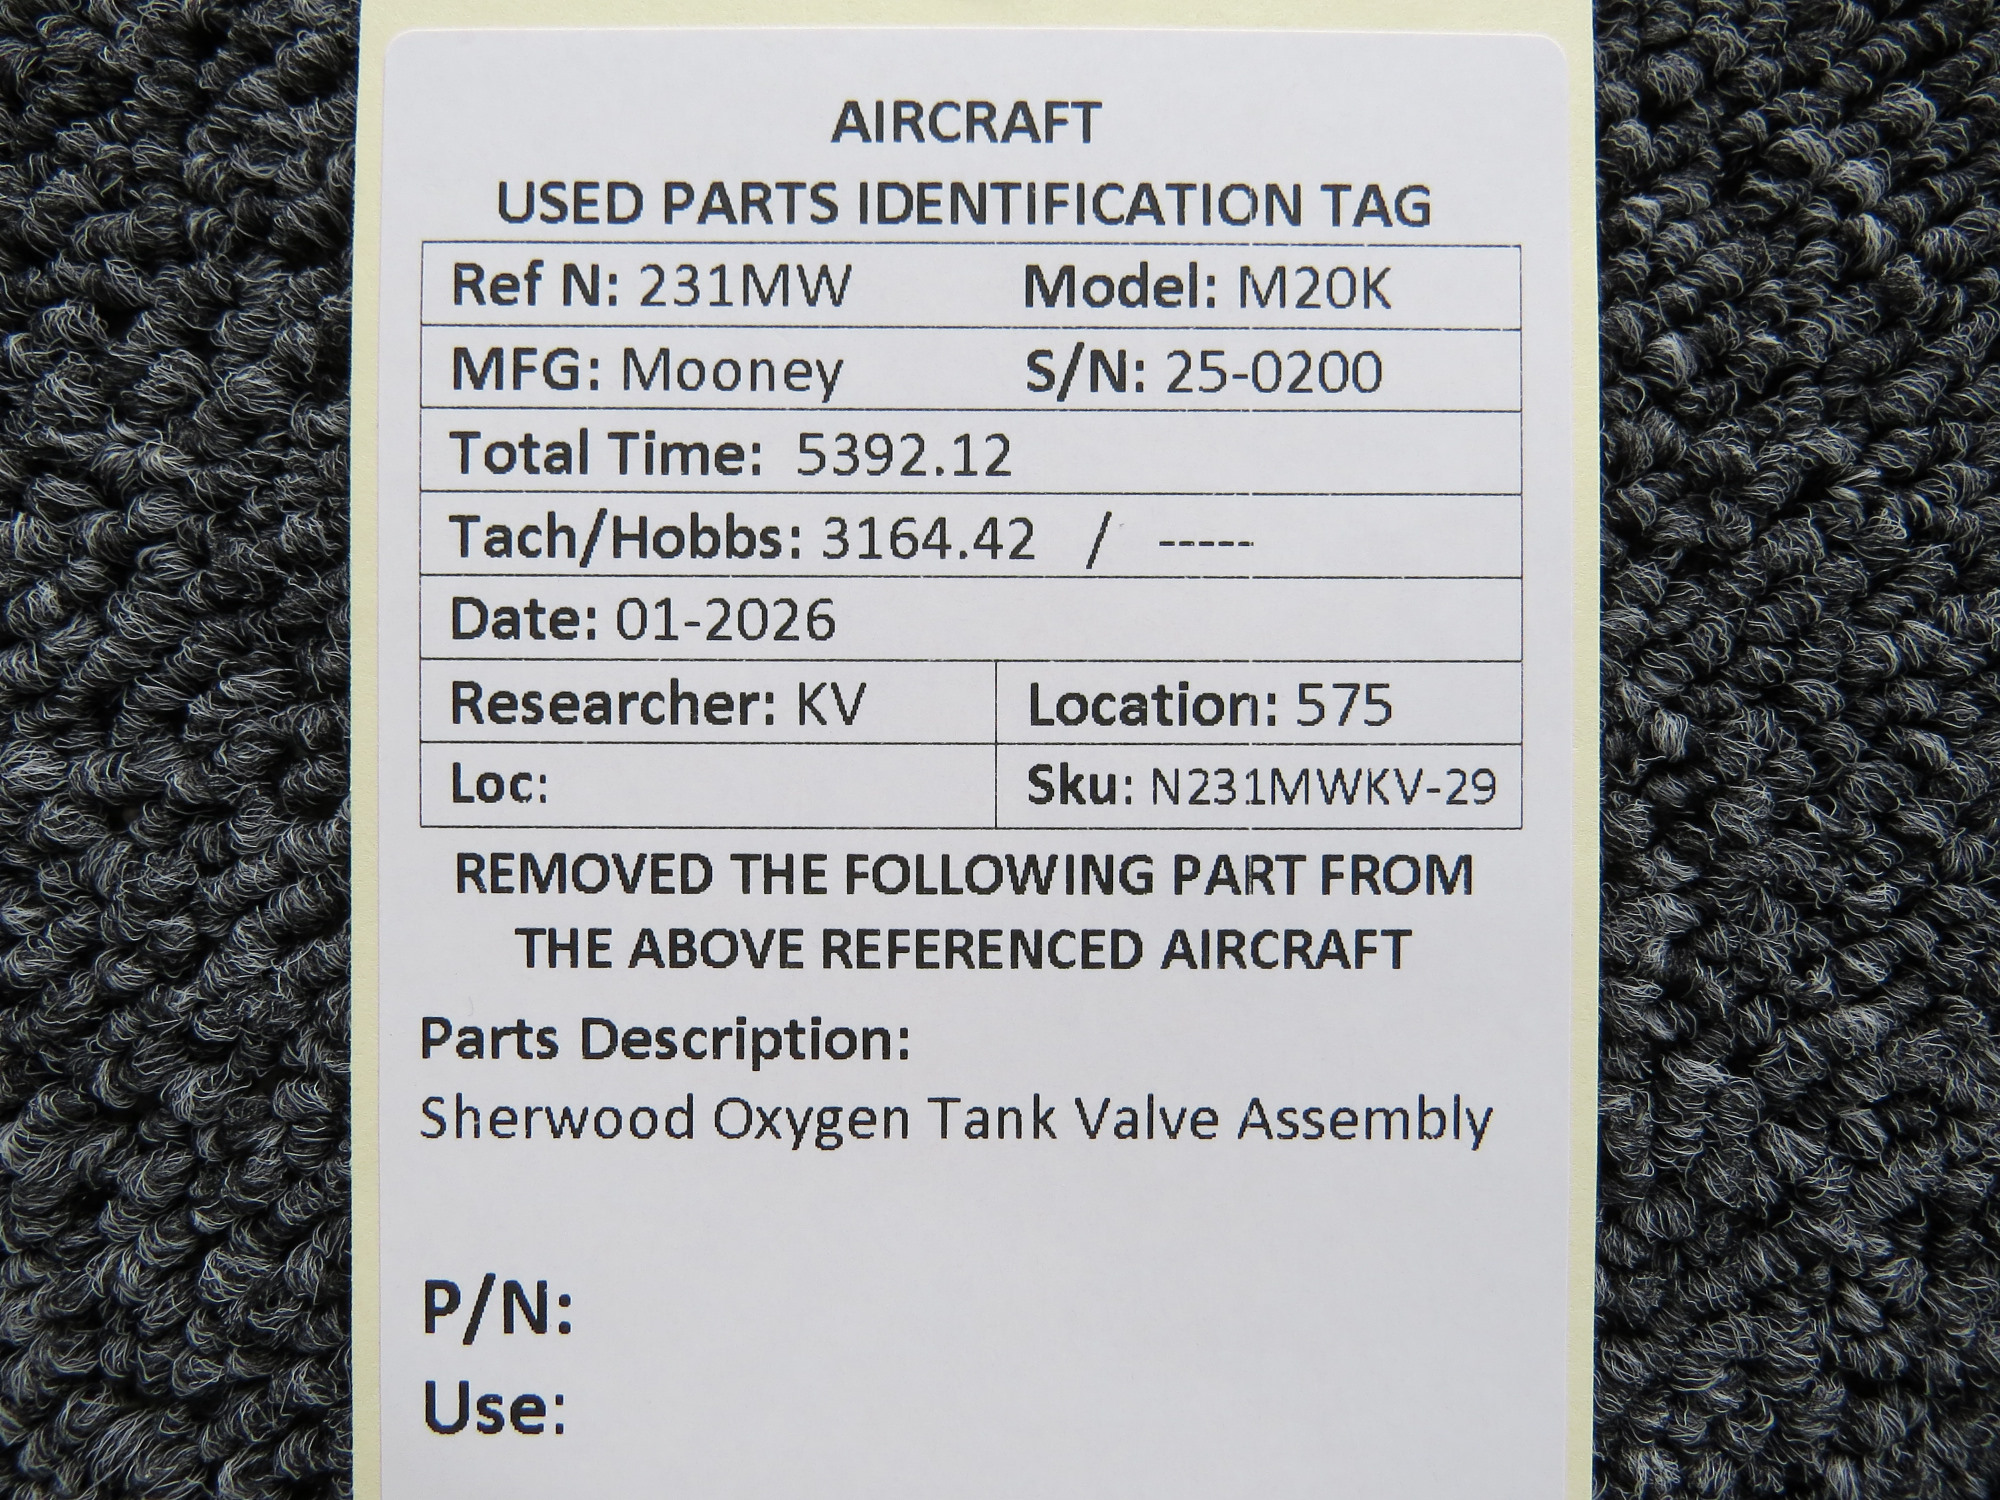 AIRCRAFT
USED PARTS IDENTIFICATION TAG
Ref N: 231MW Model: M20K
MFG: Mooney S/N: 25-0200
Total Time: 5392.12
Tach/Hobbs: 3164.42 / -----
Date: 01-2026
Researcher: KV Location: 575
Loc: Sku: N231MWKV-29
REMOVED THE FOLLOWING PART FROM
THE ABOVE REFERENCED AIRCRAFT
Parts Description:
Sherwood Oxygen Tank Valve Assembly
P/N:
Use: